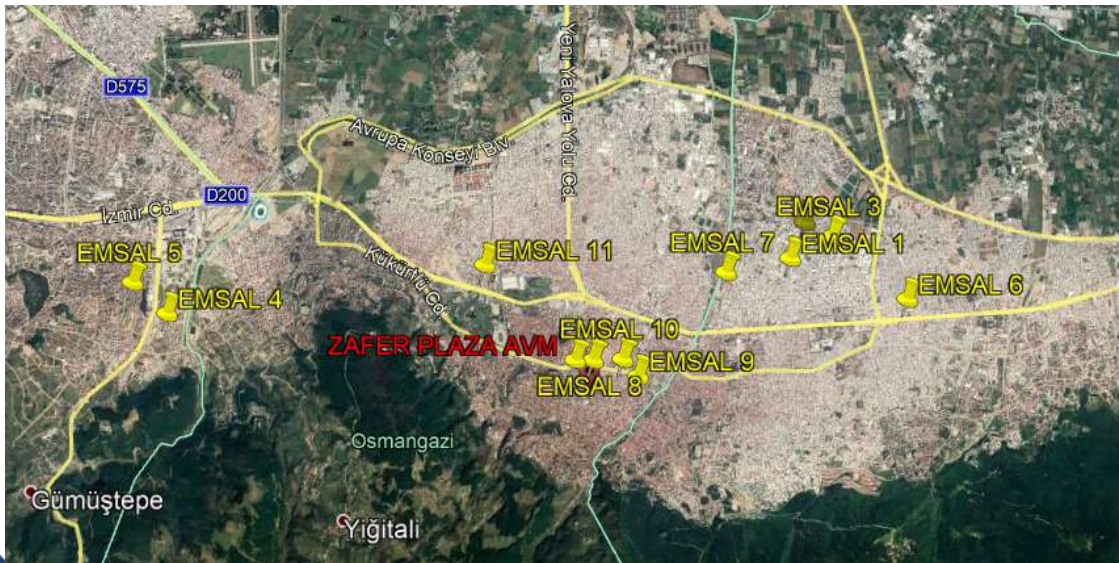 D575
Yeni Yalova Yolu Cd.
Avrupa Konseyi Blv.
D200
İzmir Cd.
EMSAL 3
EMSAL 5
EMSAL 11
EMSAL 7
EMSAL 1
Kükürtlü Cd.
EMSAL 4
EMSAL 6
ZAFER PLAZA AVM
EMSAL 10
EMSAL 9
EMSAL 8
Osmangazi
Gümüştepe
Yiğitali